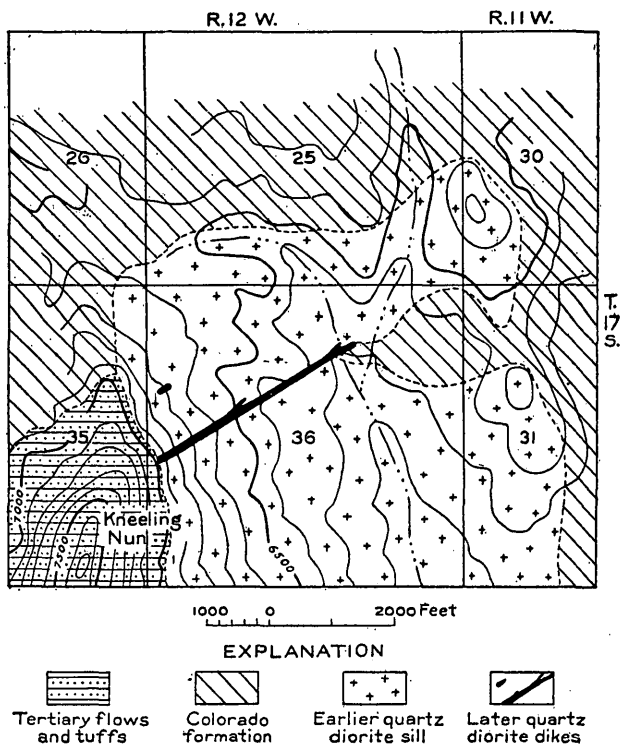 R.12 W. R.11 W.
26 25 30
T.
17
S.
35 36 31
7000
Kneeling
Nun
7500
6500
1000 0 2000 Feet
EXPLANATION
Tertiary flows
and tuffs
Colorado
formation
Earlier quartz
diorite sill
Later quartz
diorite dikes